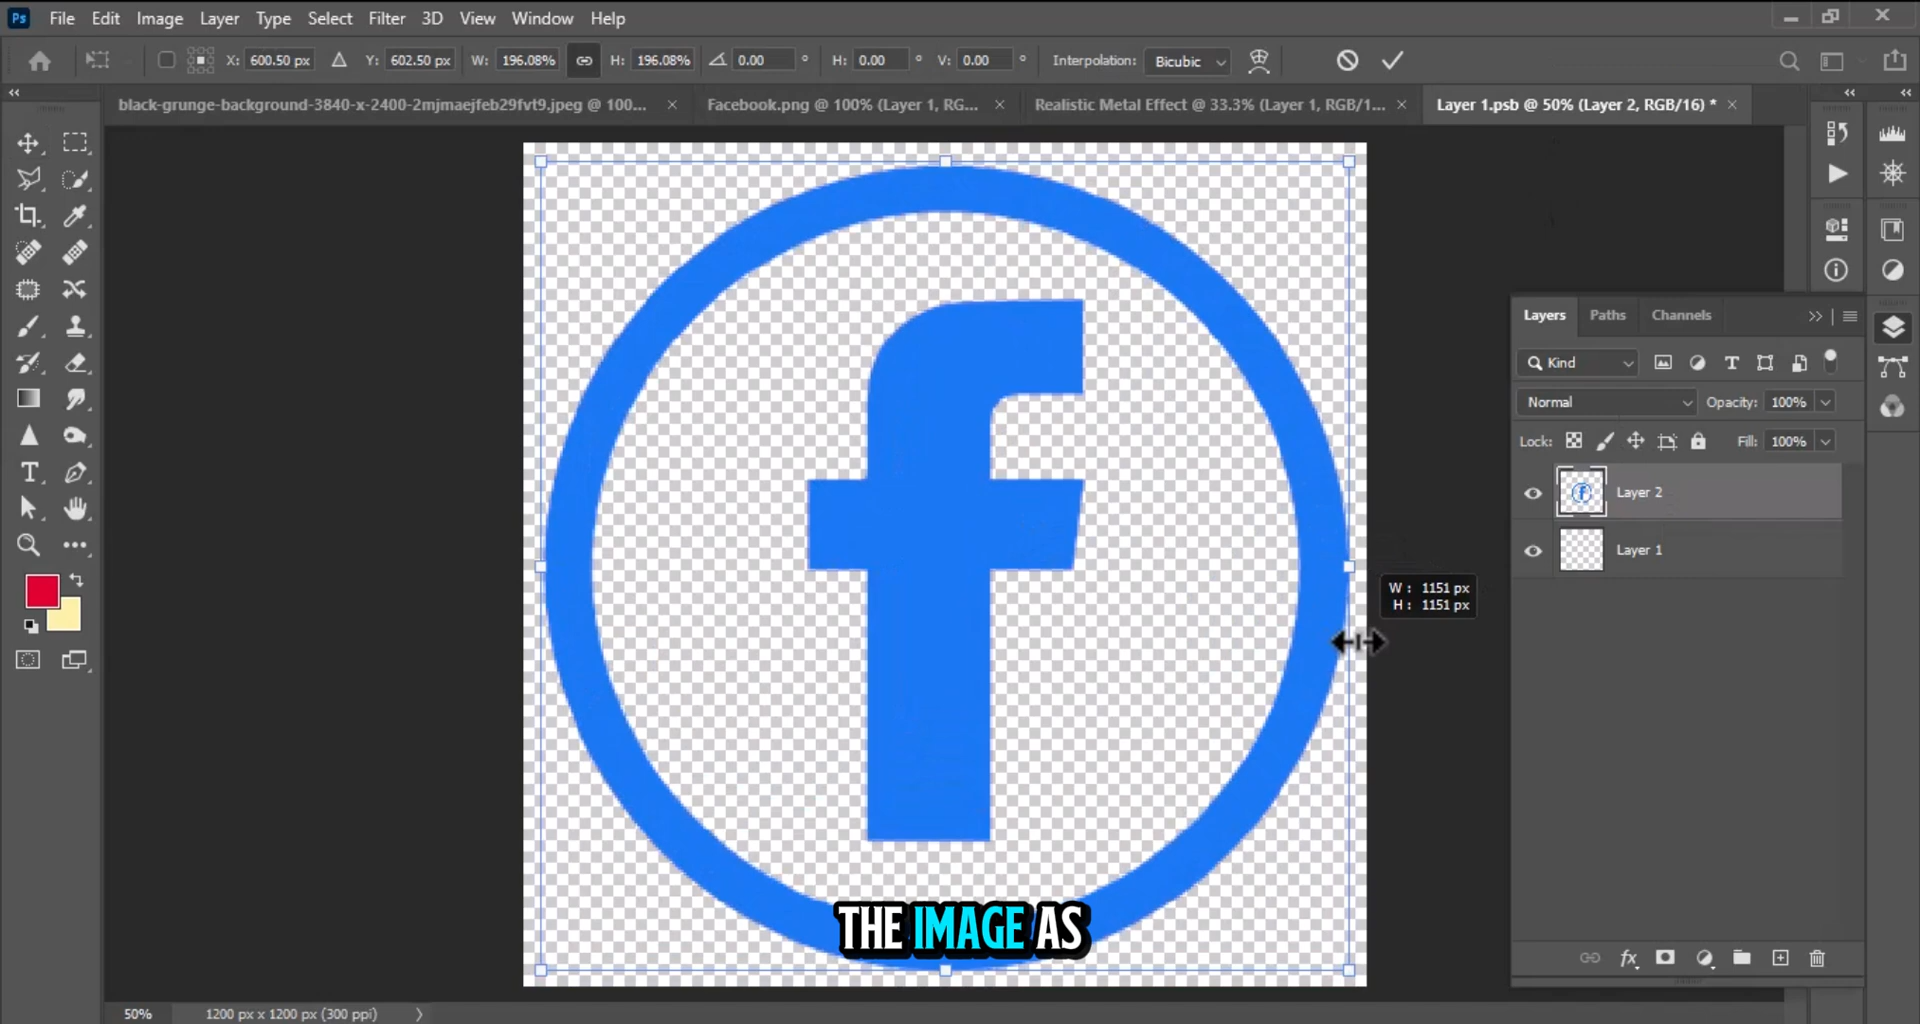 Ps File Edit Image Layer Type Select Filter 3D View Window Help
X: 600.50 px Y: 602.50 px W: 196.08% H: 196.08% 0.00 ° H: 0.00 ° V: 0.00 ° Interpolation: Bicubic
black-grunge-background-3840-x-2400-2mjmaejfeb29fvt9.jpeg @ 100... × Facebook.png @ 100% (Layer 1, RG... × Realistic Metal Effect @ 33.3% (Layer 1, RGB/1... × Layer 1.psb @ 50% (Layer 2, RGB/16) * ×
Layers Paths Channels
Kind
Normal Opacity: 100%
Lock: Fill: 100%
Layer 2
Layer 1
f
W : 1151 px
H : 1151 px
THE IMAGE AS
50% 1200 px x 1200 px (300 ppi)